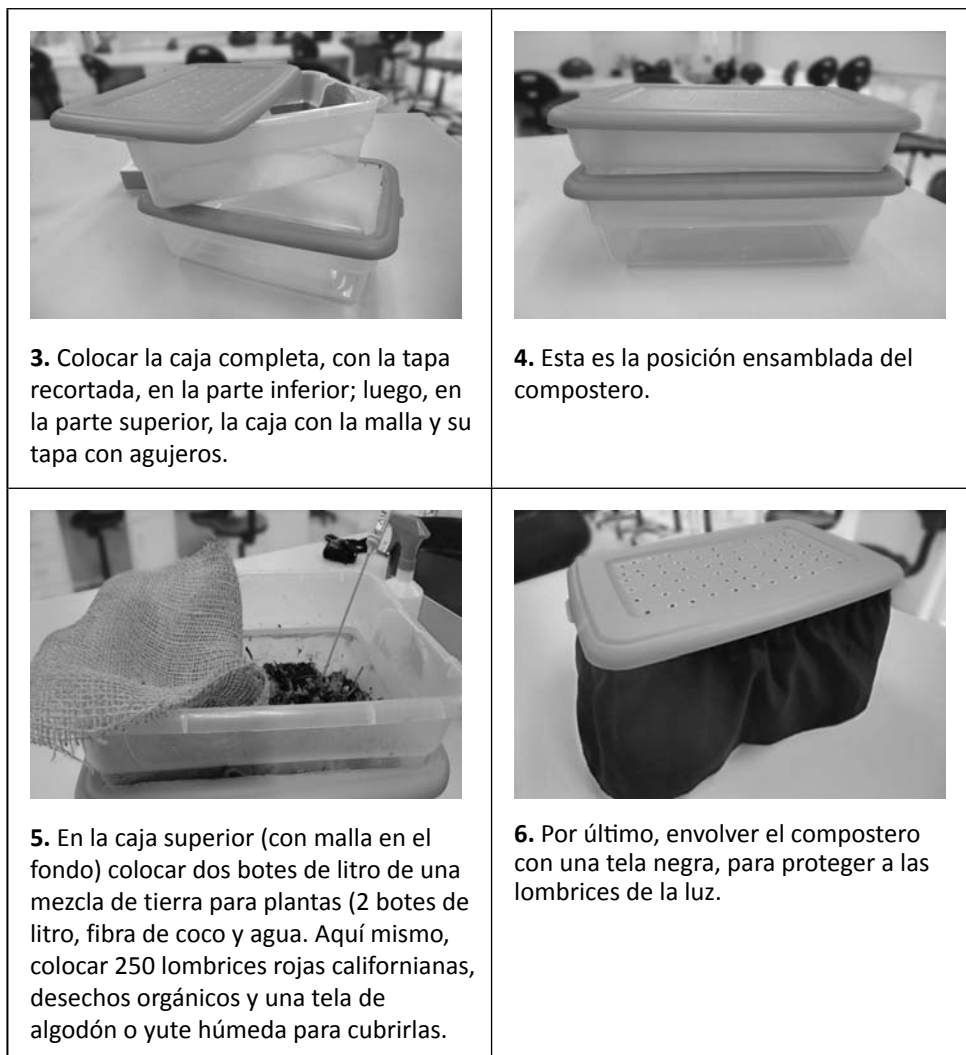 3. Colocar la caja completa, con la tapa
recortada, en la parte inferior; luego, en
la parte superior, la caja con la malla y su
tapa con agujeros.
4. Esta es la posición ensamblada del
compostero.
5. En la caja superior (con malla en el
fondo) colocar dos botes de litro de una
mezcla de tierra para plantas (2 botes de
litro, fibra de coco y agua. Aquí mismo,
colocar 250 lombrices rojas californianas,
desechos orgánicos y una tela de
algodón o yute húmeda para cubrirlas.
6. Por último, envolver el compostero
con una tela negra, para proteger a las
lombrices de la luz.